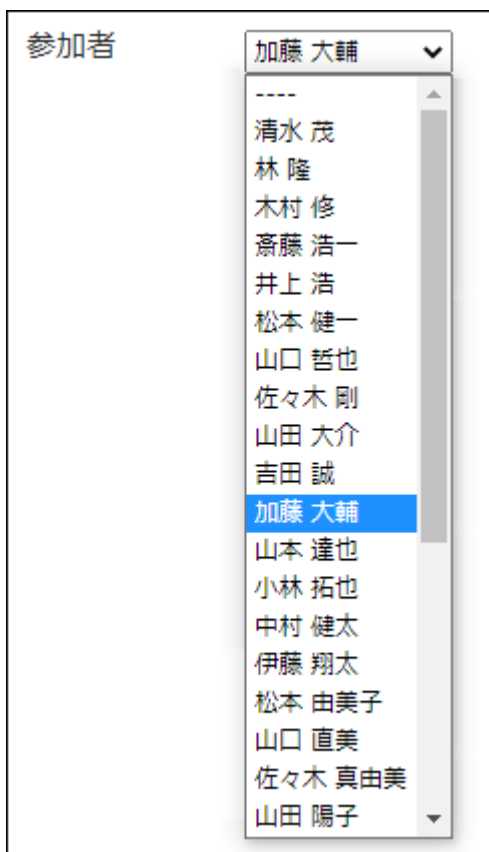 参加者
加藤 大輔
----
清水 茂
林 隆
木村 修
斎藤 浩一
井上 浩
松本 健一
山口 哲也
佐々木 剛
山田 大介
吉田 誠
加藤 大輔
山本 達也
小林 拓也
中村 健太
伊藤 翔太
松本 由美子
山口 直美
佐々木 真由美
山田 陽子